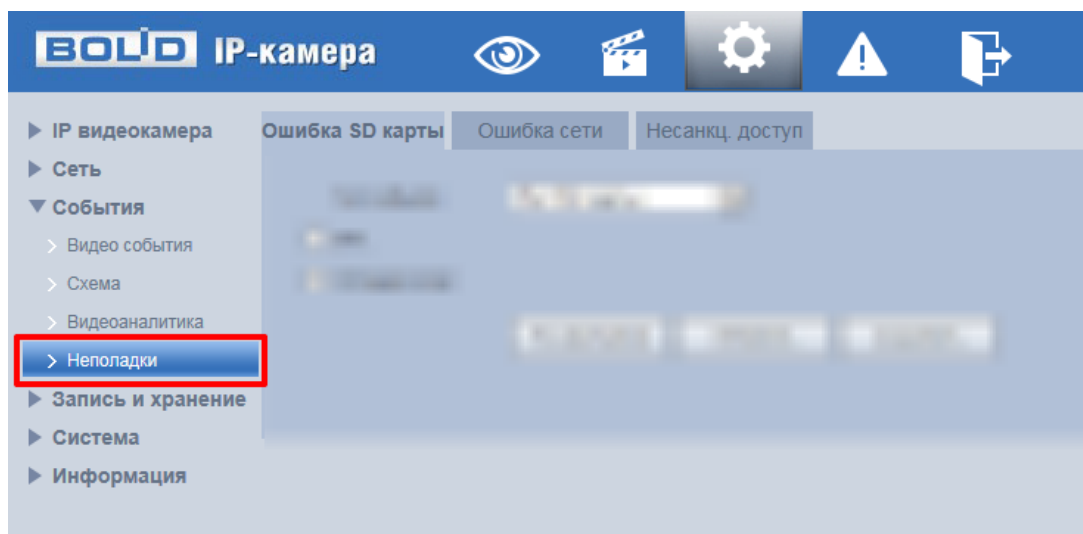 BOLID IP-камера
IP видеокамера
Сеть
События
Видео события
Схема
Видеоаналитика
Неполадки
Запись и хранение
Система
Информация
Ошибка SD карты Ошибка сети Несанкц. доступ